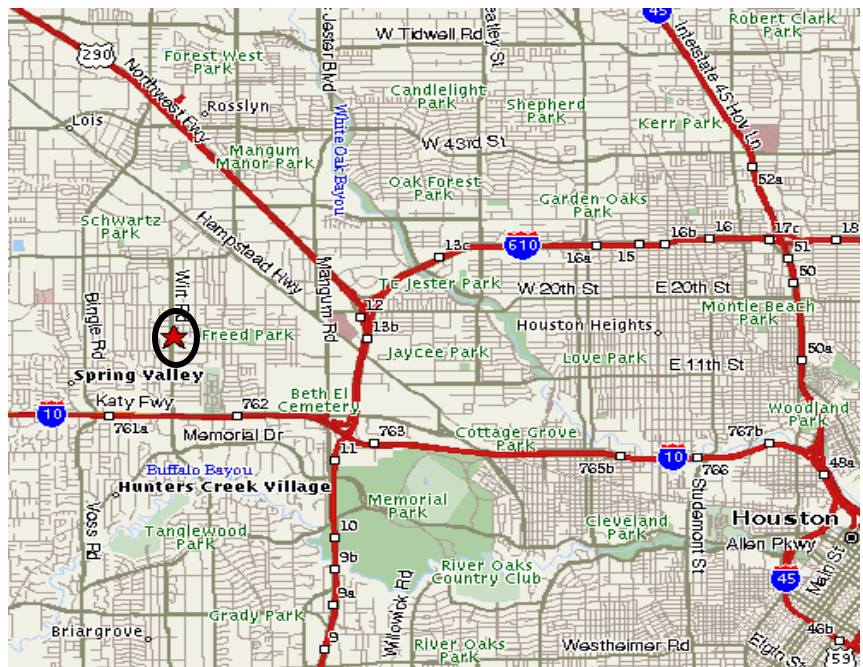 45
Robert Clark
Park
W Tidwell Rd
290
Forest West
Park
Northwest Fwy
Rosslyn
Lois
Candlelight
Park
Shepherd
Park
Interstate 45 Hov Ln
Kerr Park
White Oak Bayou
W 43rd St
Mangum
Manor Park
52a
Oak Forest
Park
Garden Oaks
Park
Schwartz
Park
Hampstead Hwy
Mangum Rd
13c
610
16a
15
16b
16
17c
18
51
50
Tc Jester Park
W 20th St
E 20th St
Montie Beach
Park
Bingle Rd
12
13b
Houston Heights
Freed Park
Jaycee Park
Love Park
E 11th St
50a
Spring Valley
Katy Fwy
Beth El
Cemetery
Woodland
Park
10
761a
762
Memorial Dr
763
Cottage Grove
Park
765b
10
766
767b
48a
11
Buffalo Bayou
Hunters Creek Village
Memorial
Park
Studemont St
Voss Rd
Tanglewood
Park
10
Cleveland
Park
Houston
Allen Pkwy
9b
River Oaks
Country Club
45
Main St
9a
Willowick Rd
Grady Park
Briargrove
9
River Oaks
Park
Westheimer Rd
46b
Elgin St
59